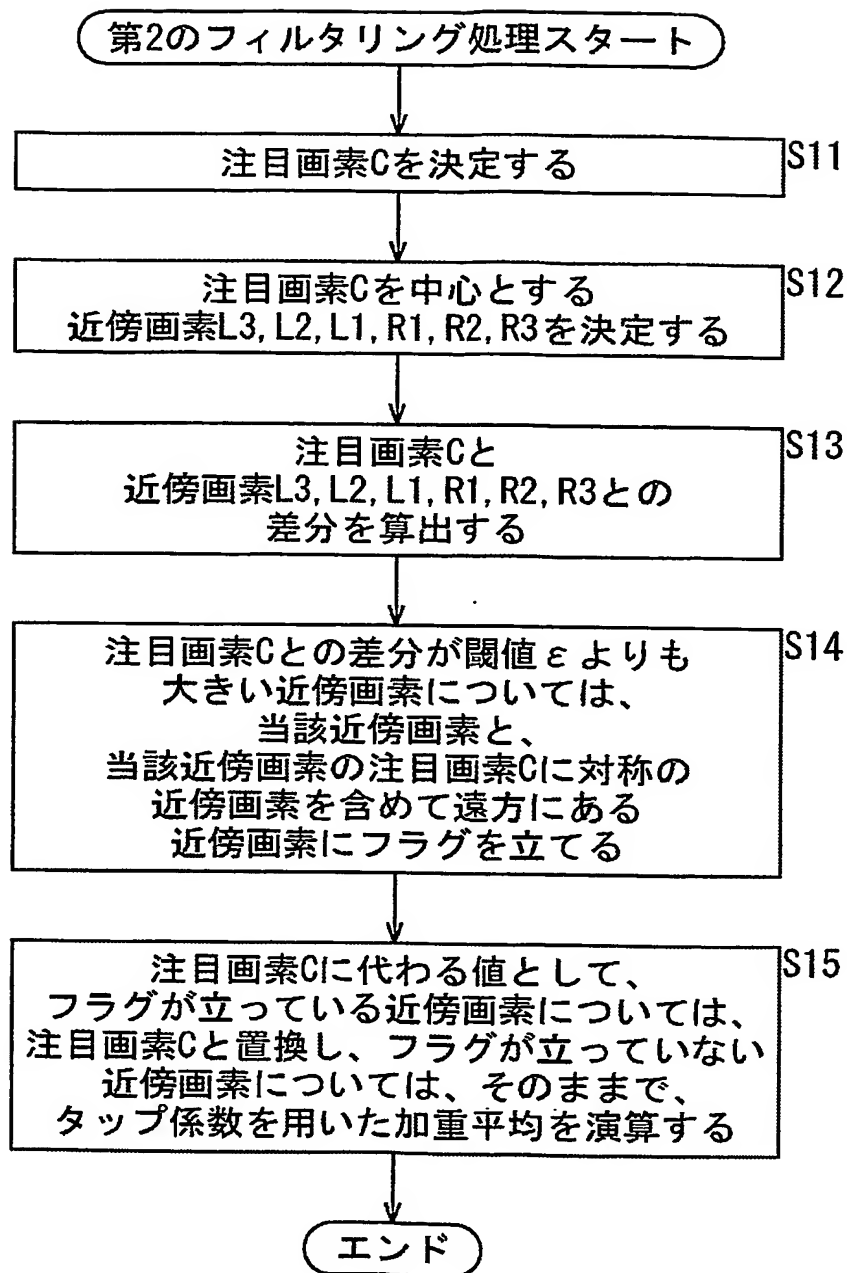 第2のフィルタリング処理スタート
注目画素Cを決定する
S11
注目画素Cを中心とする
近傍画素L3, L2, L1, R1, R2, R3を決定する
S12
注目画素Cと
近傍画素L3, L2, L1, R1, R2, R3との
差分を算出する
S13
注目画素Cとの差分が閾値εよりも
大きい近傍画素については、
当該近傍画素と、
当該近傍画素の注目画素Cに対称の
近傍画素を含めて遠方にある
近傍画素にフラグを立てる
S14
注目画素Cに代わる値として、
フラグが立っている近傍画素については、
注目画素Cと置換し、フラグが立っていない
近傍画素については、そのままで、
タップ係数を用いた加重平均を演算する
S15
エンド